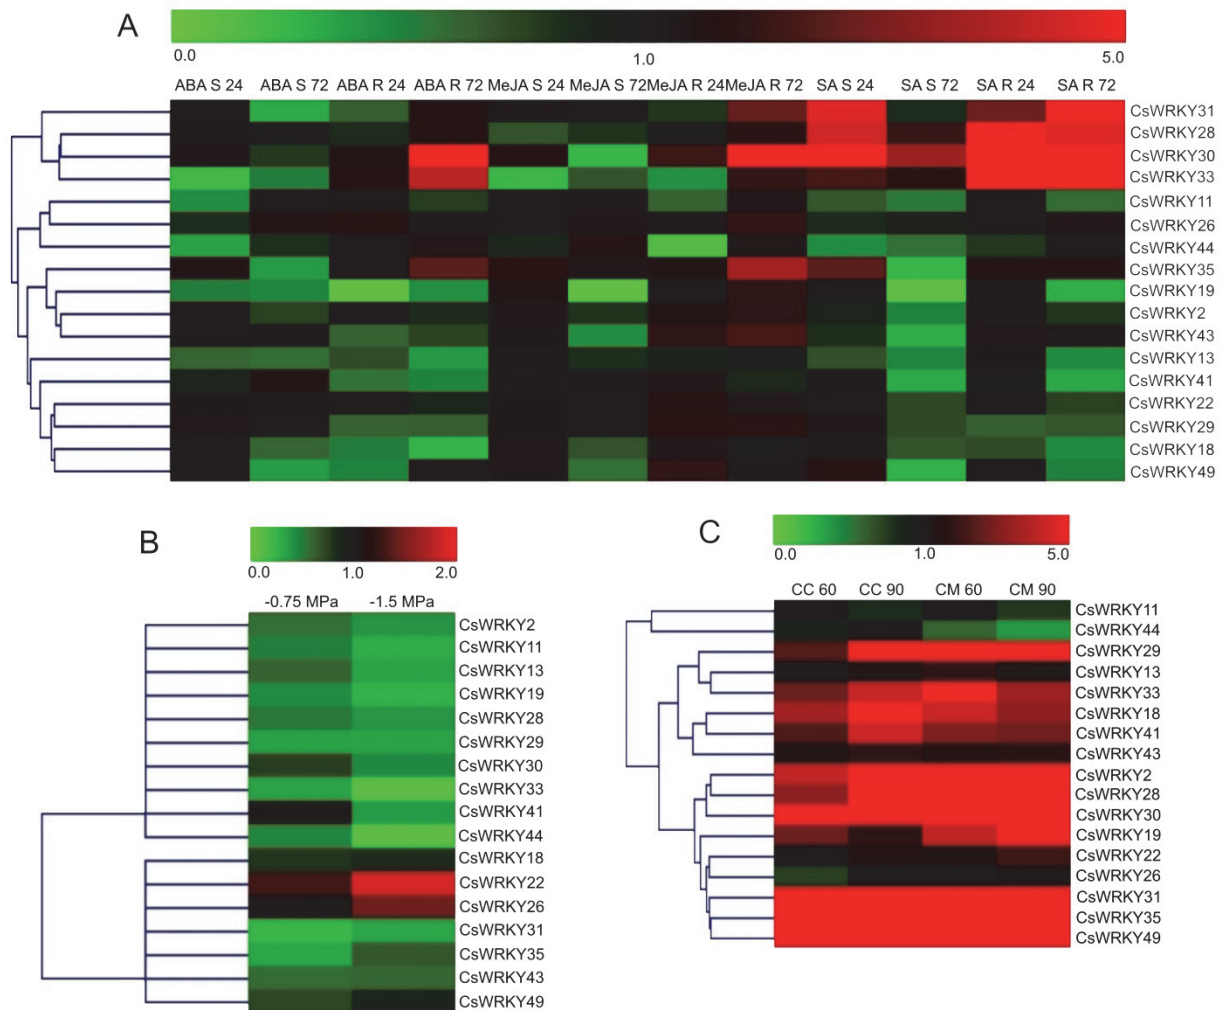 A
0.0 1.0 5.0
ABA S 24 ABA S 72 ABA R 24 ABA R 72 MeJA S 24 MeJA S 72 MeJA R 24 MeJA R 72 SA S 24 SA S 72 SA R 24 SA R 72
CsWRKY31
CsWRKY28
CsWRKY30
CsWRKY33
CsWRKY11
CsWRKY26
CsWRKY44
CsWRKY35
CsWRKY19
CsWRKY2
CsWRKY43
CsWRKY13
CsWRKY41
CsWRKY22
CsWRKY29
CsWRKY18
CsWRKY49
B
0.0 1.0 2.0
-0.75 MPa -1.5 MPa
CsWRKY2
CsWRKY11
CsWRKY13
CsWRKY19
CsWRKY28
CsWRKY29
CsWRKY30
CsWRKY33
CsWRKY41
CsWRKY44
CsWRKY18
CsWRKY22
CsWRKY26
CsWRKY31
CsWRKY35
CsWRKY43
CsWRKY49
C
0.0 1.0 5.0
CC 60 CC 90 CM 60 CM 90
CsWRKY11
CsWRKY44
CsWRKY29
CsWRKY13
CsWRKY33
CsWRKY18
CsWRKY41
CsWRKY43
CsWRKY2
CsWRKY28
CsWRKY30
CsWRKY19
CsWRKY22
CsWRKY26
CsWRKY31
CsWRKY35
CsWRKY49